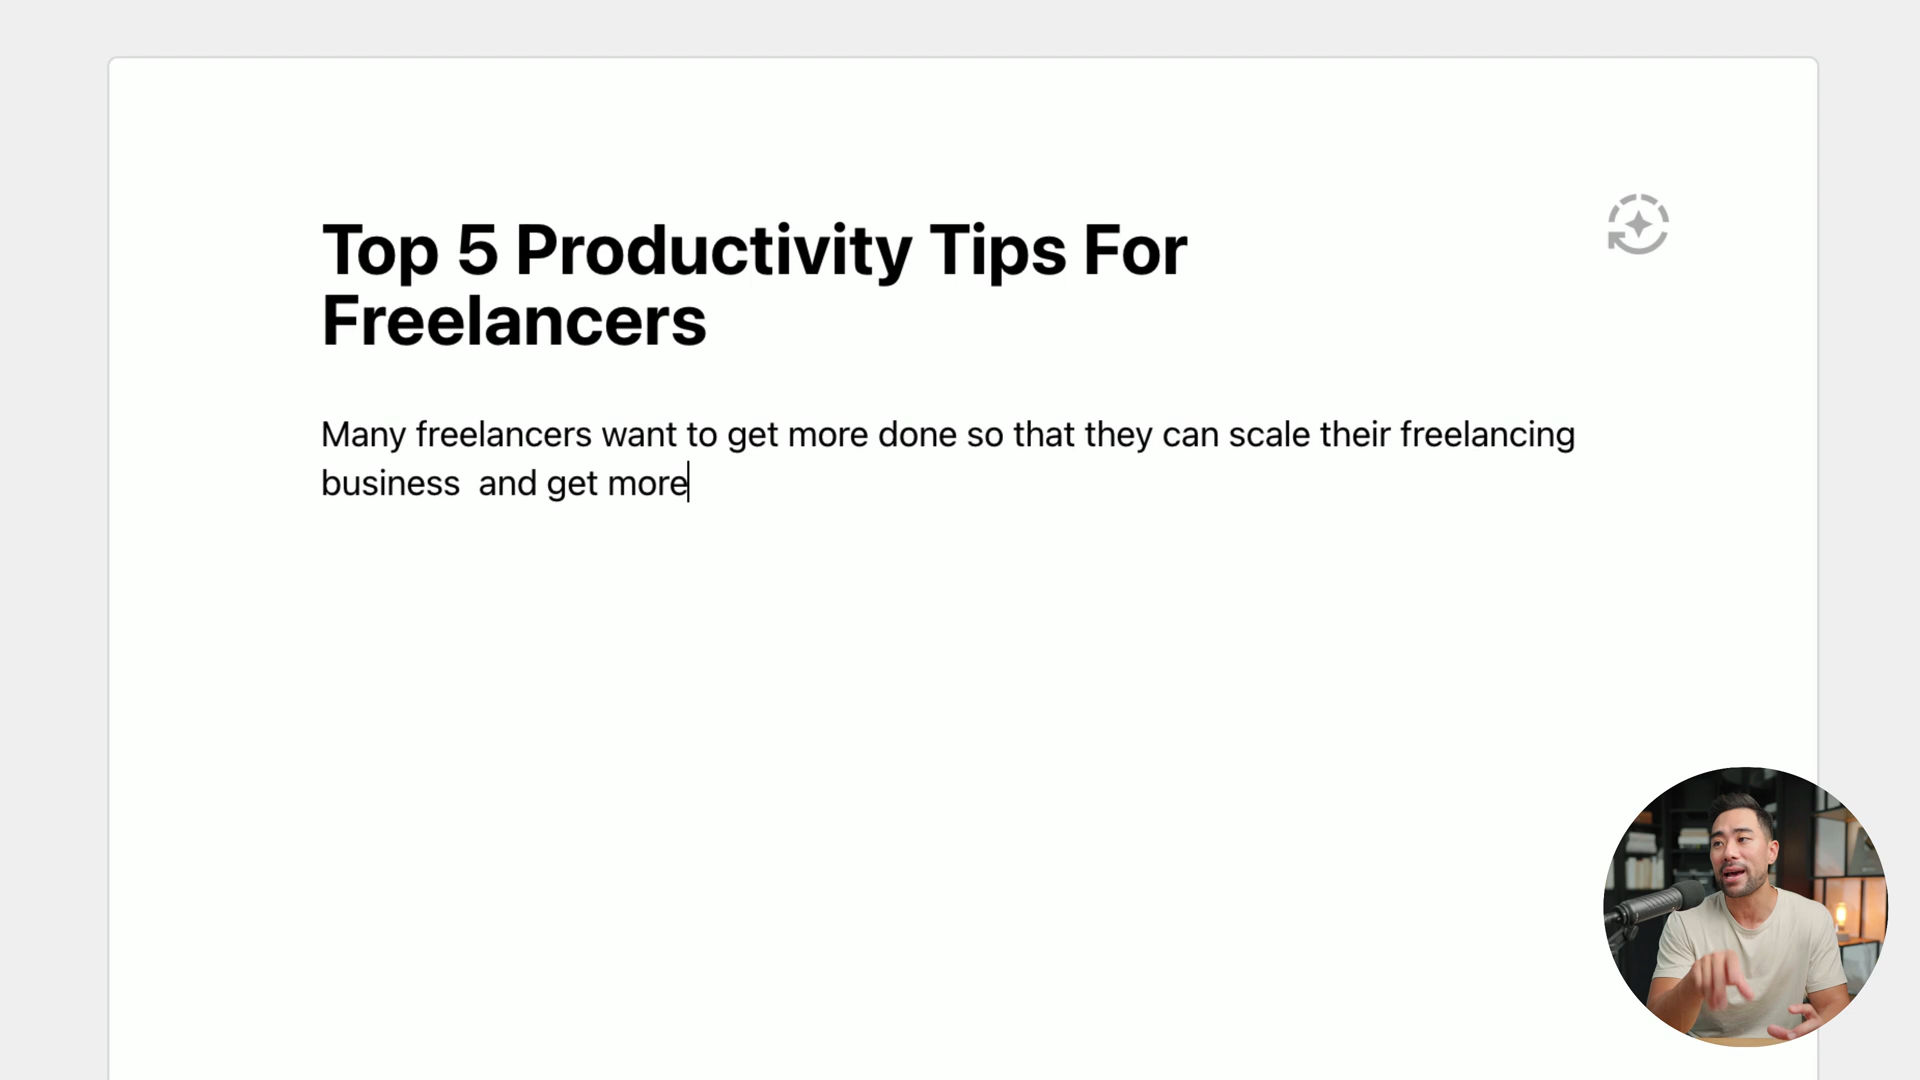 Top 5 Productivity Tips For
Freelancers
Many freelancers want to get more done so that they can scale their freelancing
business  and get more